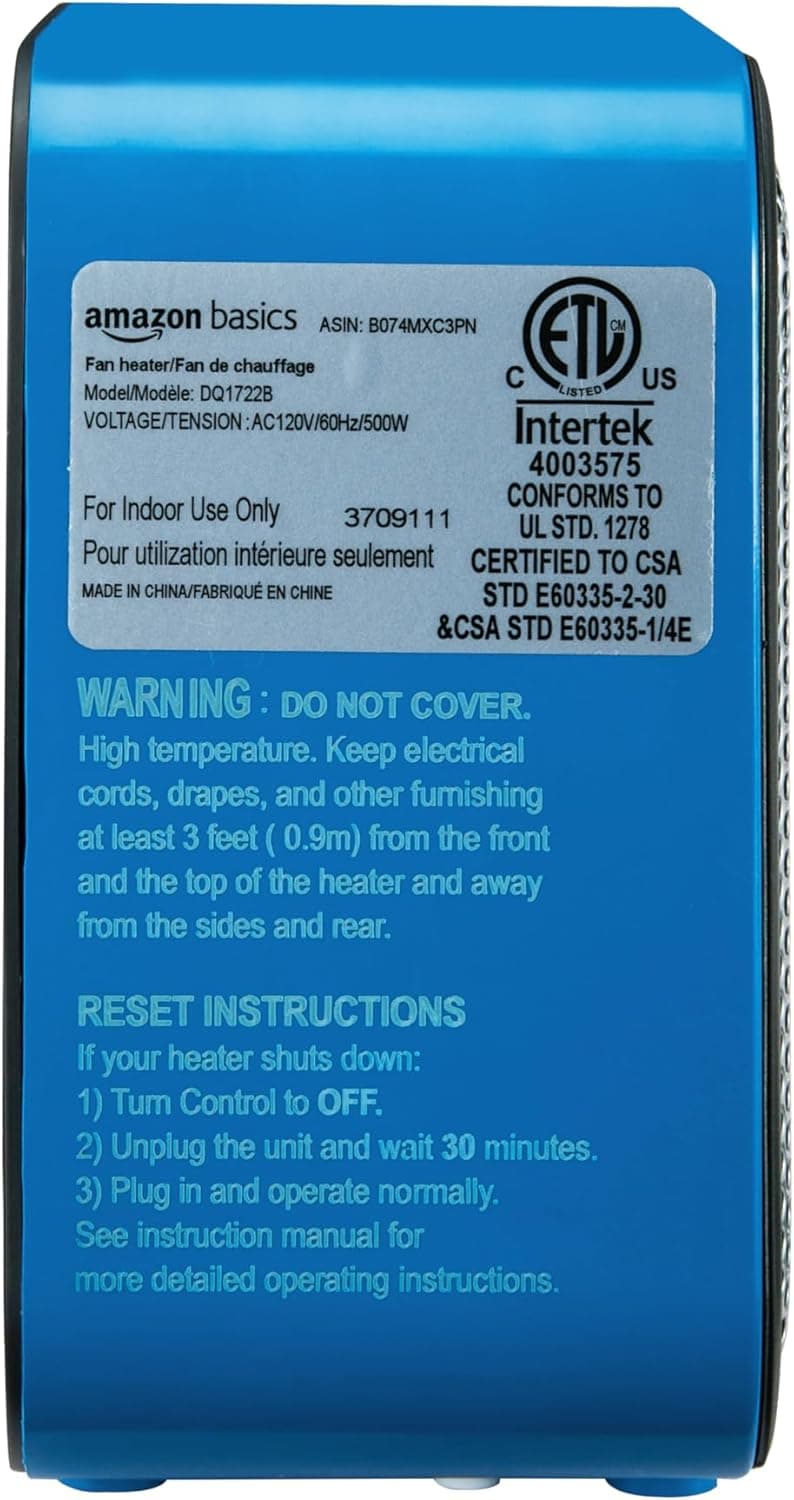 amazon basics ASIN: B074MXC3PN
Fan heater/Fan de chauffage
Model/Modèle: DQ1722B
VOLTAGE/TENSION : AC120V/60Hz/500W
For Indoor Use Only 3709111
Pour utilization intérieure seulement
MADE IN CHINA/FABRIQUÉ EN CHINE
ETL CM
LISTED
C US
Intertek
4003575
CONFORMS TO
UL STD. 1278
CERTIFIED TO CSA
STD E60335-2-30
&CSA STD E60335-1/4E
WARNING : DO NOT COVER.
High temperature. Keep electrical
cords, drapes, and other furnishing
at least 3 feet ( 0.9m) from the front
and the top of the heater and away
from the sides and rear.
RESET INSTRUCTIONS
If your heater shuts down:
1) Turn Control to OFF.
2) Unplug the unit and wait 30 minutes.
3) Plug in and operate normally.
See instruction manual for
more detailed operating instructions.